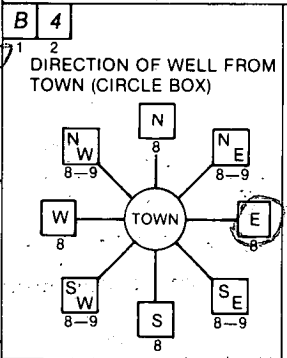 B 4
1 2
DIRECTION OF WELL FROM
TOWN (CIRCLE BOX)
N
8
N W
8–9
N E
8–9
W
8
TOWN
E
8
S W
8–9
S E
8–9
S
8